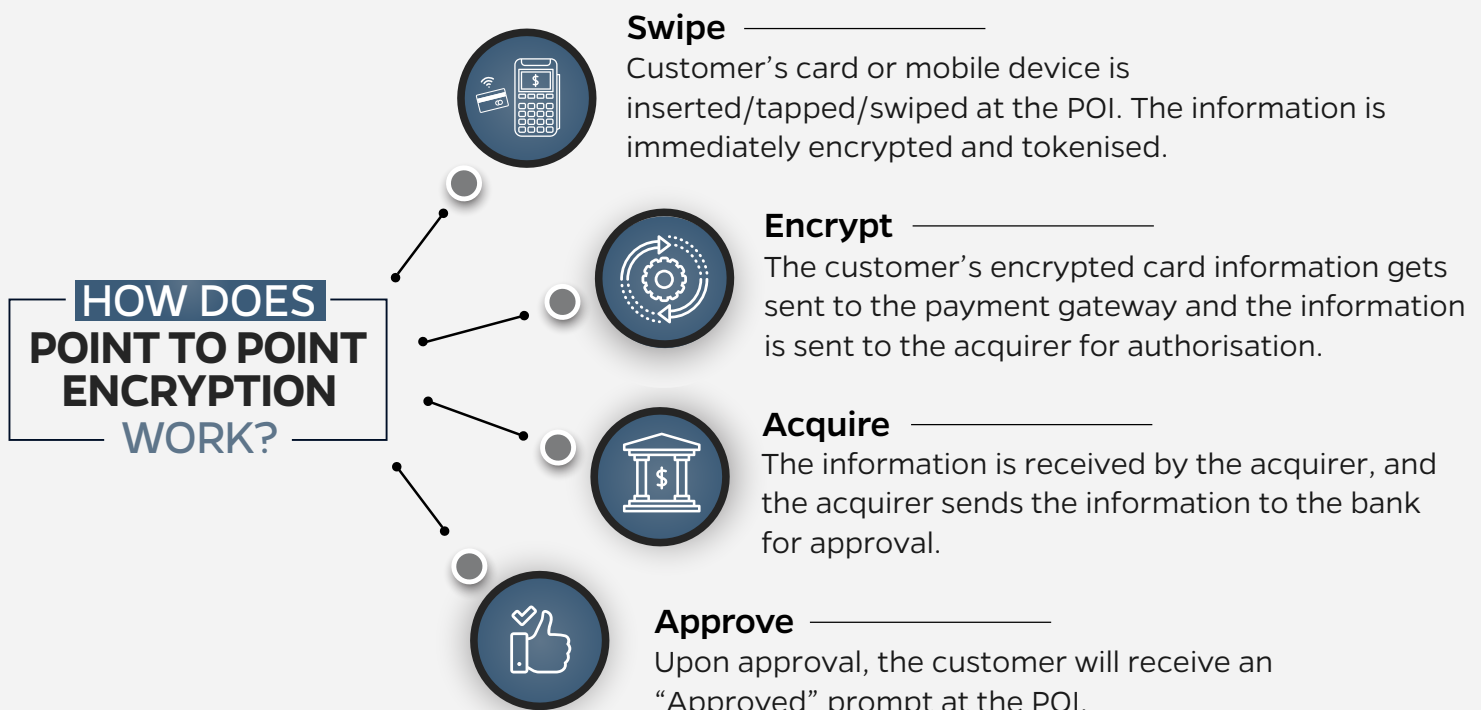 HOW DOES
POINT TO POINT
ENCRYPTION
WORK?
Swipe
Customer's card or mobile device is
inserted/tapped/swiped at the POI. The information is
immediately encrypted and tokenised.
Encrypt
The customer's encrypted card information gets
sent to the payment gateway and the information
is sent to the acquirer for authorisation.
Acquire
The information is received by the acquirer, and
the acquirer sends the information to the bank
for approval.
Approve
Upon approval, the customer will receive an
“Approved” prompt at the POI.
$
$